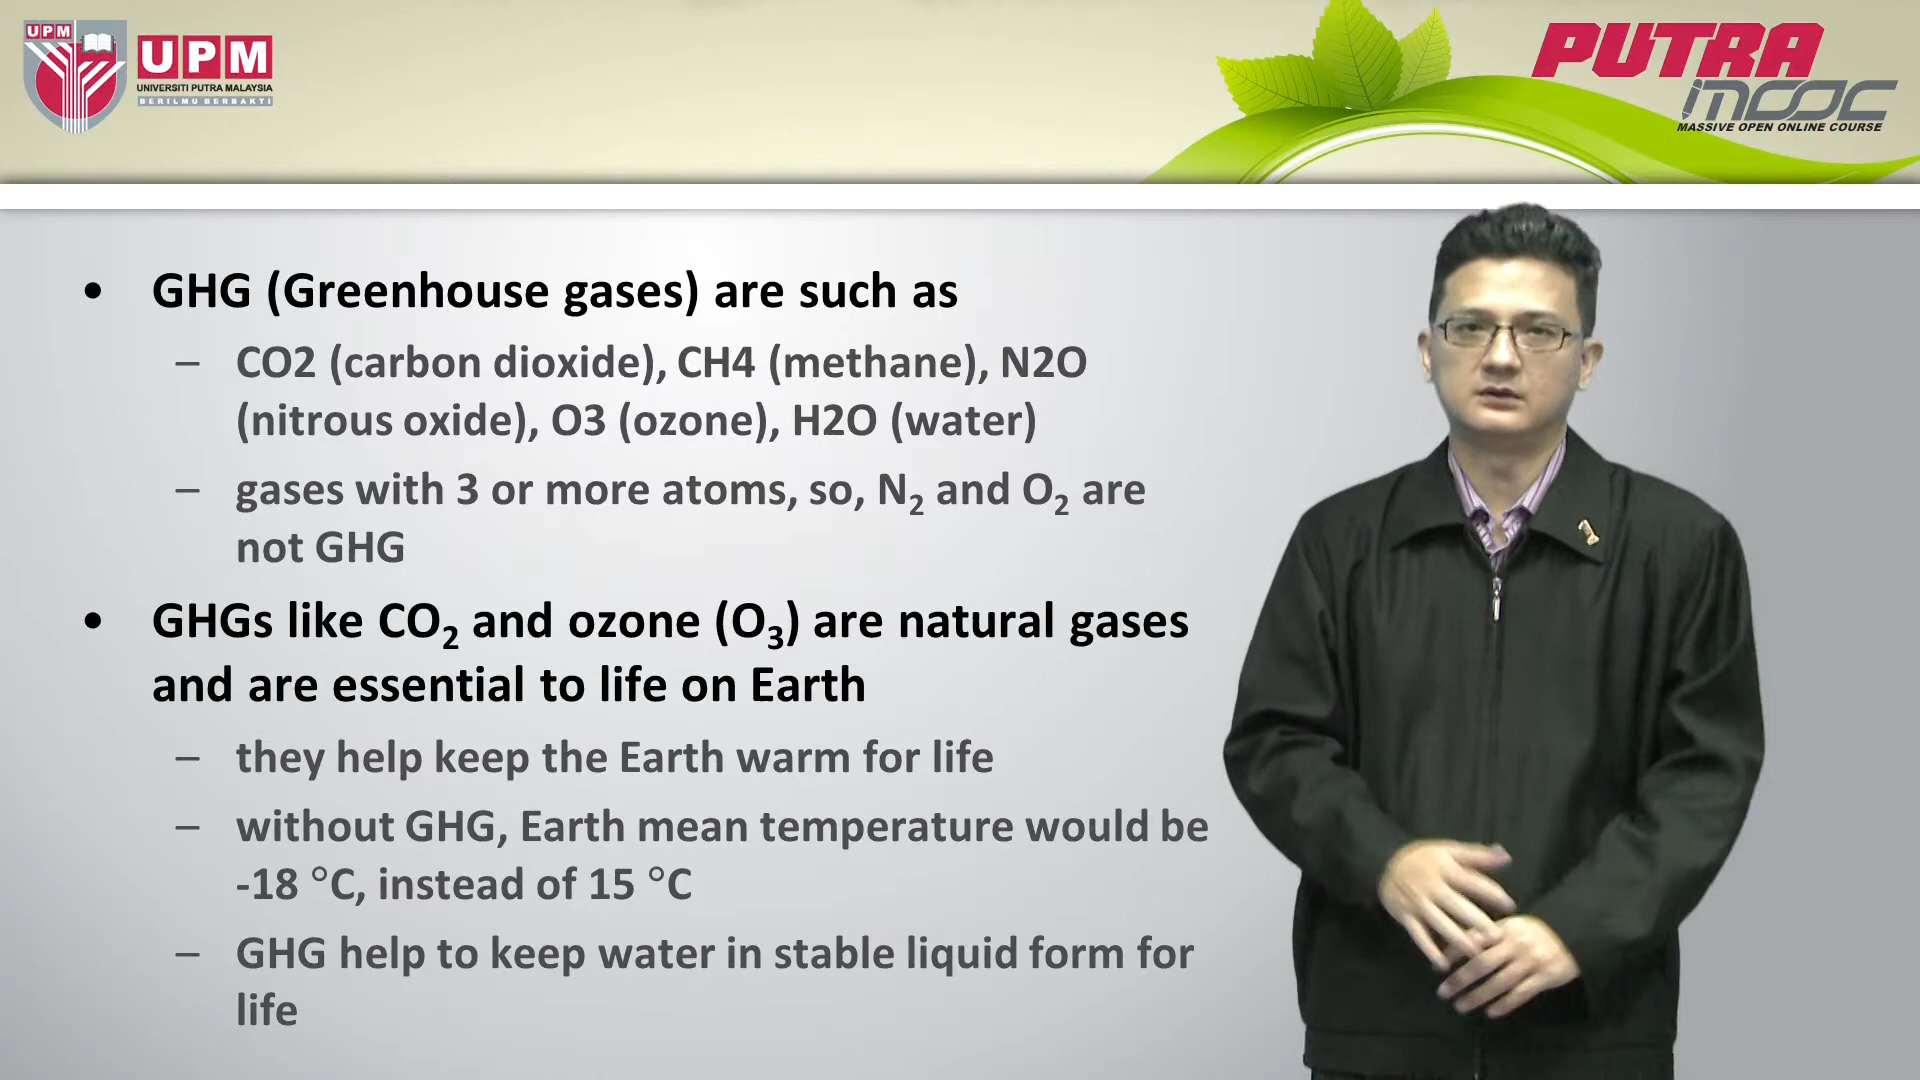 UPM
UPM
UNIVERSITI PUTRA MALAYSIA
BERILMU BERBAKTI
PUTRA
mooc
MASSIVE OPEN ONLINE COURSE
• GHG (Greenhouse gases) are such as
– CO2 (carbon dioxide), CH4 (methane), N2O
(nitrous oxide), O3 (ozone), H2O (water)
– gases with 3 or more atoms, so, N₂ and O₂ are
not GHG
• GHGs like CO₂ and ozone (O₃) are natural gases
and are essential to life on Earth
– they help keep the Earth warm for life
– without GHG, Earth mean temperature would be
-18 °C, instead of 15 °C
– GHG help to keep water in stable liquid form for
life